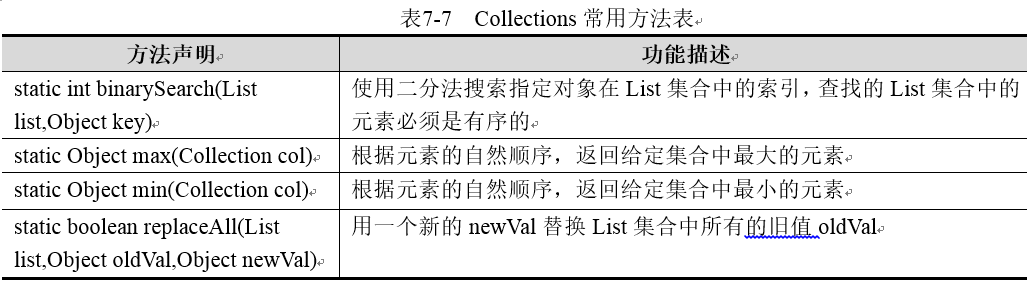 表7-7 Collections 常用方法表
方法声明
功能描述
static int binarySearch(List
list,Object key)
使用二分法搜索指定对象在 List 集合中的索引，查找的 List 集合中的
元素必须是有序的
static Object max(Collection col)
根据元素的自然顺序，返回给定集合中最大的元素
static Object min(Collection col)
根据元素的自然顺序，返回给定集合中最小的元素
static boolean replaceAll(List
list,Object oldVal,Object newVal)
用一个新的 newVal 替换 List 集合中所有的旧值 oldVal